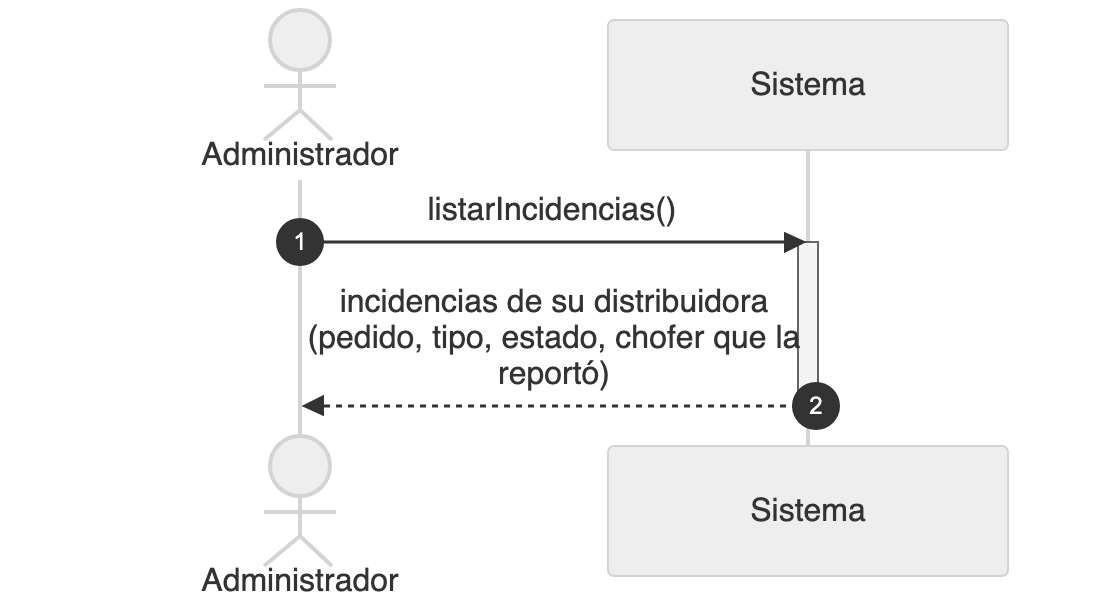 Sistema
Administrador
listarIncidencias()
1
incidencias de su distribuidora
(pedido, tipo, estado, chofer que la
reportó)
2
Sistema
Administrador